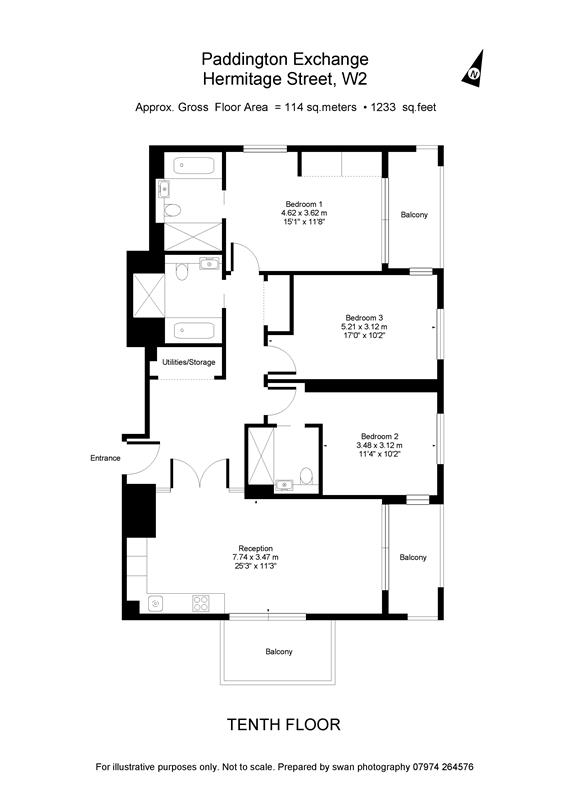 Paddington Exchange
Hermitage Street, W2
N
Approx. Gross Floor Area = 114 sq.meters • 1233 sq.feet
Bedroom 1
4.62 x 3.62 m
15'1" x 11'8"
Balcony
Bedroom 3
5.21 x 3.12 m
17'0" x 10'2"
Utilities/Storage
Bedroom 2
3.48 x 3.12 m
11'4" x 10'2"
Entrance
Reception
7.74 x 3.47 m
25'3" x 11'3"
Balcony
Balcony
TENTH FLOOR
For illustrative purposes only. Not to scale. Prepared by swan photography 07974 264576